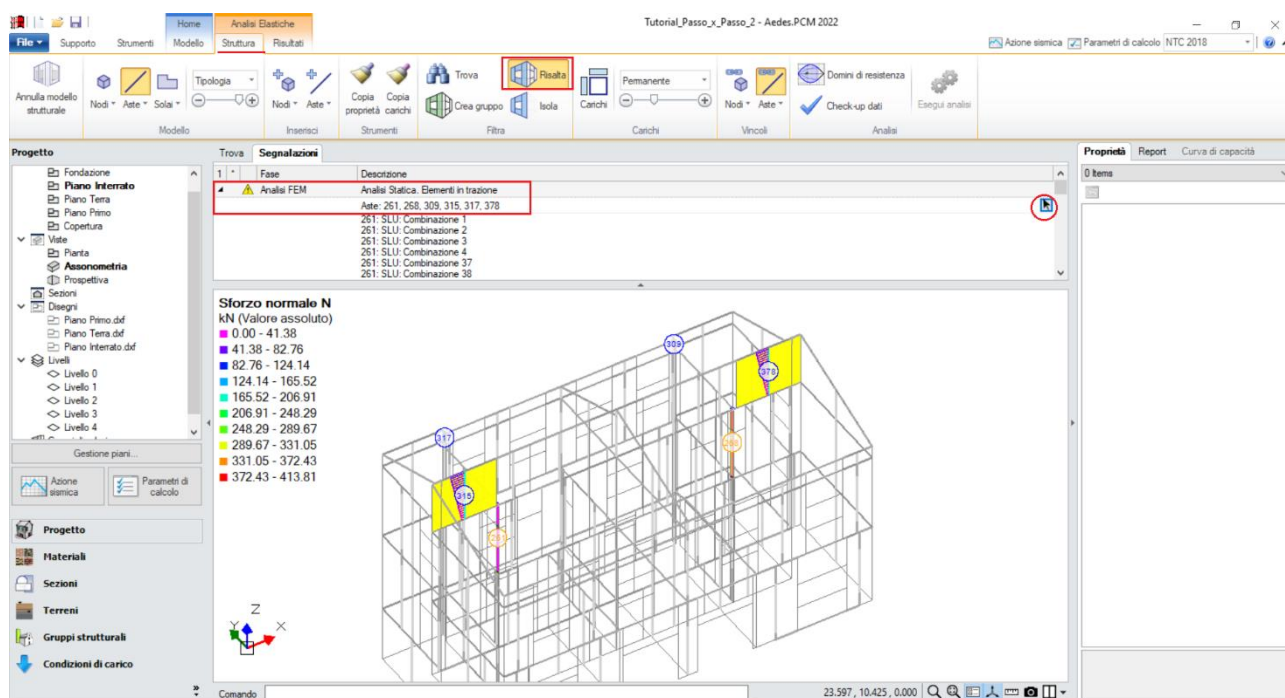 Home
Analisi Elastiche
Tutorial_Passo_x_Passo_2 - Aedes.PCM 2022
File
Supporto
Strumenti
Modello
Struttura
Risultati
Azione sismica
Parametri di calcolo
NTC 2018
Annulla modello strutturale
Nodi
Aste
Solai
Tipologia
Nodi
Aste
Copia proprietà
Copia carichi
Trova
Crea gruppo
Risalta
Isola
Carichi
Permanente
Nodi
Aste
Domini di resistenza
Check-up dati
Esegui analisi
Modello
Inserisci
Strumenti
Filtra
Carichi
Vincoli
Analisi
Progetto
Fondazione
Piano Interrato
Piano Terra
Piano Primo
Copertura
Viste
Pianta
Assonometria
Prospettiva
Sezioni
Disegni
Piano Primo.dxf
Piano Terra.dxf
Piano Interrato.dxf
Livelli
Livello 0
Livello 1
Livello 2
Livello 3
Livello 4
Gestione piani...
Azione sismica
Parametri di calcolo
Progetto
Materiali
Sezioni
Terreni
Gruppi strutturali
Condizioni di carico
Trova
Segnalazioni
1 * Fase Descrizione
Analisi FEM Analisi Statica. Elementi in trazione
Aste: 261, 268, 309, 315, 317, 378
261: SLU: Combinazione 1
261: SLU: Combinazione 2
261: SLU: Combinazione 3
261: SLU: Combinazione 4
261: SLU: Combinazione 37
261: SLU: Combinazione 38
Sforzo normale N
kN (Valore assoluto)
0.00 - 41.38
41.38 - 82.76
82.76 - 124.14
124.14 - 165.52
165.52 - 206.91
206.91 - 248.29
248.29 - 289.67
289.67 - 331.05
331.05 - 372.43
372.43 - 413.81
309
378
317
268
315
261
Z
Y
X
Comando
23.597 , 10.425 , 0.000
Proprietà
Report
Curva di capacità
0 Items